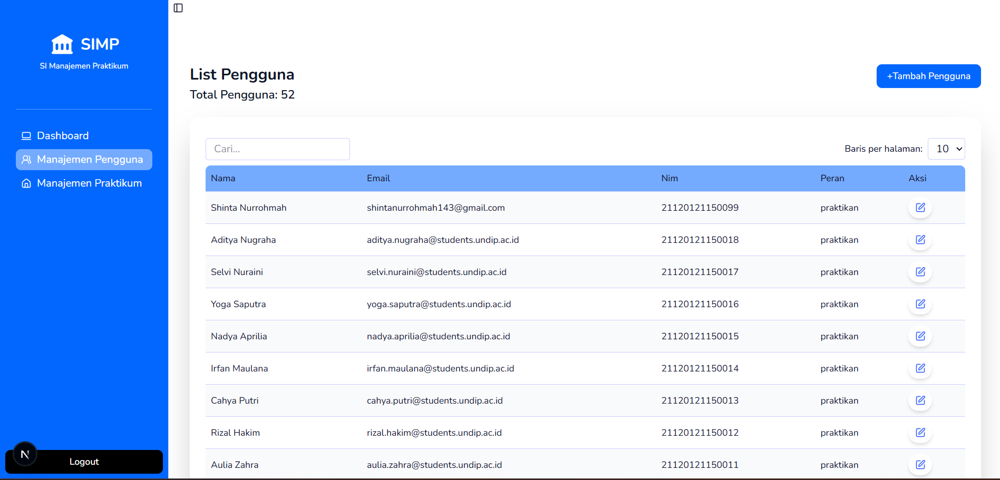 SIMP
SI Manajemen Praktikum
Dashboard
Manajemen Pengguna
Manajemen Praktikum
N
Logout
List Pengguna
Total Pengguna: 52
+Tambah Pengguna
Cari...
Baris per halaman: 10
Nama Email Nim Peran Aksi
Shinta Nurrohmah shintanurrohmah143@gmail.com 21120121150099 praktikan
Aditya Nugraha aditya.nugraha@students.undip.ac.id 21120121150018 praktikan
Selvi Nuraini selvi.nuraini@students.undip.ac.id 21120121150017 praktikan
Yoga Saputra yoga.saputra@students.undip.ac.id 21120121150016 praktikan
Nadya Aprilia nadya.aprilia@students.undip.ac.id 21120121150015 praktikan
Irfan Maulana irfan.maulana@students.undip.ac.id 21120121150014 praktikan
Cahya Putri cahya.putri@students.undip.ac.id 21120121150013 praktikan
Rizal Hakim rizal.hakim@students.undip.ac.id 21120121150012 praktikan
Aulia Zahra aulia.zahra@students.undip.ac.id 21120121150011 praktikan